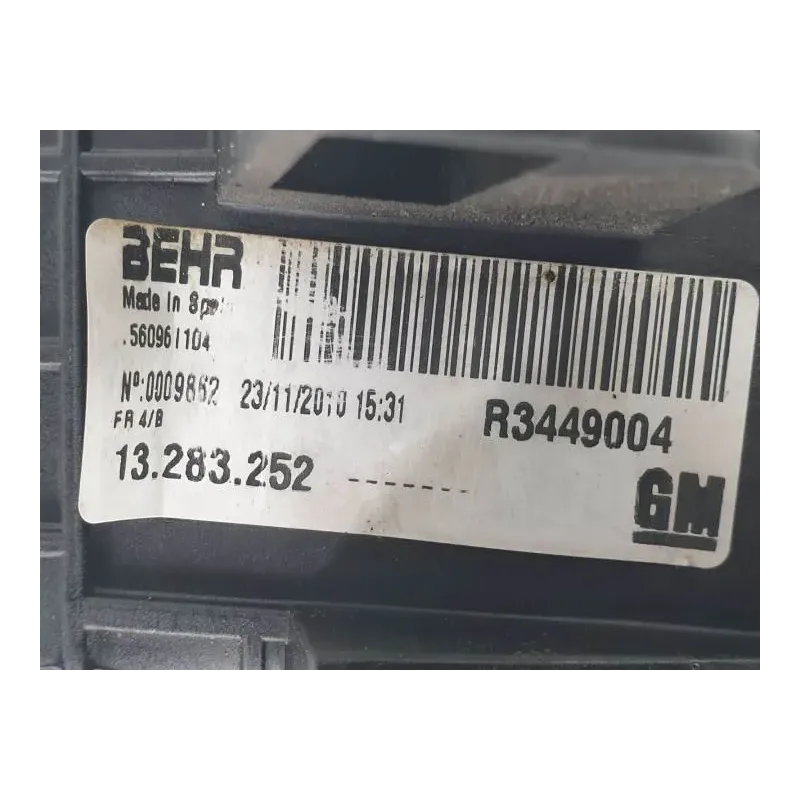 BEHR
Made in Spain
.560961104
Nº:0009862 23/11/2010 15:31
FR 4/B
R3449004
13.283.252 -------
GM